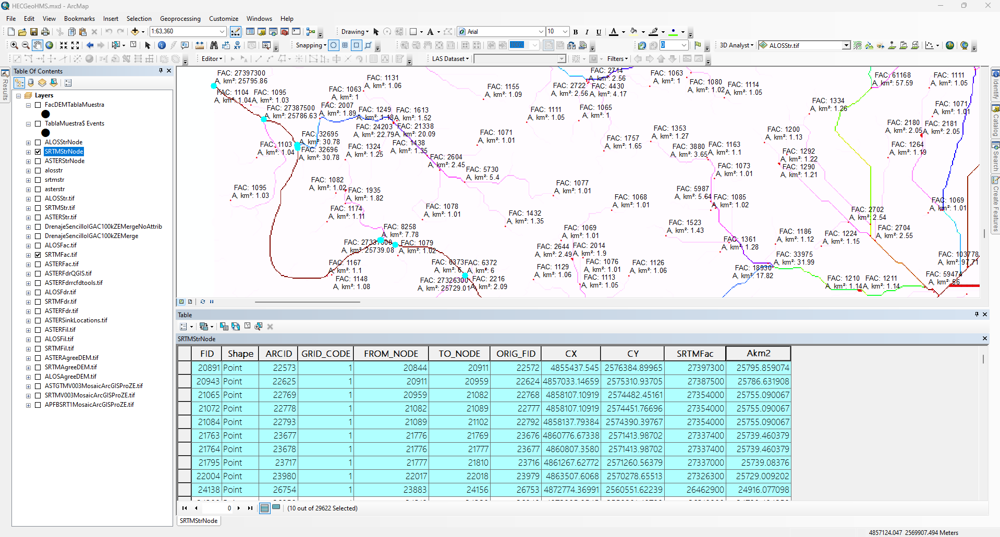 HECGeoHMS.mxd - ArcMap
File Edit View Bookmarks Insert Selection Geoprocessing Customize Windows Help
1:63,360
Drawing
Arial
10
B I U A
Snapping
100%
0
3D Analyst
ALOSStr.tif
Editor
LAS Dataset
Filters
Results
Table Of Contents
Layers
FacDEMTablaMuestra
TablaMuestra$ Events
ALOSStrNode
SRTMStrNode
ASTERStrNode
alosstr
srtmstr
asterstr
ALOSStr.tif
SRTMStr.tif
ASTERStr.tif
DrenajeSencilloIGAC100kZEMergeNoAttrib
DrenajeSencilloIGAC100kZEMerge
ALOSFac.tif
SRTMFac.tif
ASTERFac.tif
ASTERFdrQGIS.tif
ASTERFdrrcfdtools.tif
ALOSFdr.tif
SRTMFdr.tif
ASTERFdr.tif
ASTERSinkLocations.tif
ASTERFil.tif
ALOSFil.tif
SRTMFil.tif
ASTERAgreeDEM.tif
SRTMAgreeDEM.tif
ALOSAgreeDEM.tif
ASTGTMV003MosaicArcGISProZE.tif
SRTMV003MosaicArcGISProZE.tif
APFBSRT1MosaicArcGISProZE.tif
FAC: 27397300
A, km²: 25795.86
FAC: 1104
A, km²: 1.04
FAC: 1095
A, km²: 1.03
FAC: 27387500
A, km²: 25786.63
FAC: 1063
A, km²: 1
FAC: 1131
A, km²: 1.06
FAC: 2007
A, km²: 1.89
FAC: 1249
A, km²: 1.18
FAC: 1613
A, km²: 1.52
FAC: 24203
A, km²: 22.79
FAC: 21338
A, km²: 20.09
FAC: 1103
A, km²: 1.04
FAC: 32695
A, km²: 30.78
FAC: 32696
A, km²: 30.78
FAC: 1324
A, km²: 1.25
FAC: 1438
A, km²: 1.35
FAC: 2604
A, km²: 2.45
FAC: 5730
A, km²: 5.4
FAC: 1155
A, km²: 1.09
FAC: 1071
A, km²: 1.01
FAC: 1111
A, km²: 1.05
FAC: 2714
A, km²: 2.56
FAC: 2722
A, km²: 2.56
FAC: 4430
A, km²: 4.17
FAC: 1065
A, km²: 1
FAC: 1063
A, km²: 1
FAC: 1080
A, km²: 1.02
FAC: 1114
A, km²: 1.05
FAC: 1757
A, km²: 1.65
FAC: 1353
A, km²: 1.27
FAC: 3880
A, km²: 3.65
FAC: 1163
A, km²: 1.1
FAC: 1073
A, km²: 1.01
FAC: 1334
A, km²: 1.26
FAC: 1200
A, km²: 1.13
FAC: 1292
A, km²: 1.22
FAC: 1290
A, km²: 1.21
FAC: 61168
A, km²: 57.59
FAC: 1111
A, km²: 1.05
FAC: 1071
A, km²: 1.01
FAC: 2180
A, km²: 2.05
FAC: 2181
A, km²: 2.05
FAC: 1264
A, km²: 1.19
FAC: 1095
A, km²: 1.03
FAC: 1082
A, km²: 1.02
FAC: 1935
A, km²: 1.82
FAC: 1174
A, km²: 1.11
FAC: 1078
A, km²: 1.01
FAC: 1077
A, km²: 1.01
FAC: 1068
A, km²: 1.01
FAC: 1432
A, km²: 1.35
FAC: 5987
A, km²: 5.64
FAC: 1085
A, km²: 1.02
FAC: 1523
A, km²: 1.43
FAC: 1361
A, km²: 1.28
FAC: 2702
A, km²: 2.54
FAC: 2704
A, km²: 2.55
FAC: 1069
A, km²: 1.01
FAC: 8258
A, km²: 7.78
A, km²: 25739.08
FAC: 1079
A, km²: 1.02
FAC: 1167
A, km²: 1.1
FAC: 1148
A, km²: 1.08
FAC: 6373
A, km²: 6
FAC: 6372
A, km²: 6
FAC: 27326300
A, km²: 25729.01
FAC: 2216
A, km²: 2.09
FAC: 1069
A, km²: 1.01
FAC: 2644
A, km²: 2.49
FAC: 2014
A, km²: 1.9
FAC: 1129
A, km²: 1.06
FAC: 1076
A, km²: 1.01
FAC: 1113
A, km²: 1.05
FAC: 1126
A, km²: 1.06
FAC: 1186
A, km²: 1.12
FAC: 1224
A, km²: 1.15
FAC: 33975
A, km²: 31.99
FAC: 18930
A, km²: 17.82
FAC: 1210
A, km²: 1.14
FAC: 1211
A, km²: 1.14
FAC: 103778
A, km²: 97.71
FAC: 59474
A, km²: 56
Identify
Catalog
Search
Create Features
Table
SRTMStrNode
FID Shape ARCID GRID_CODE FROM_NODE TO_NODE ORIG_FID CX CY SRTMFac Akm2
20891 Point 22573 1 20844 20911 22572 4855437.545 2576384.89965 27397300 25795.859074
20943 Point 22625 1 20911 20959 22624 4857033.14659 2575310.93705 27387500 25786.631908
21065 Point 22769 1 20959 21082 22768 4858107.10919 2574482.45161 27354000 25755.090067
21072 Point 22778 1 21082 21089 22777 4858107.10919 2574451.76696 27354000 25755.090067
21084 Point 22793 1 21089 21102 22792 4858137.79384 2574390.39767 27354000 25755.090067
21763 Point 23677 1 21776 21769 23676 4860776.67338 2571413.98702 27337400 25739.460379
21764 Point 23678 1 21776 21777 23677 4860807.3580 2571413.98702 27337400 25739.460379
21795 Point 23717 1 21777 21810 23716 4861267.62772 2571260.56379 27337000 25739.08376
22004 Point 23980 1 22017 22018 23979 4863507.6068 2570278.65513 27326300 25729.009202
24138 Point 26754 1 23883 24156 26753 4872774.36991 2560551.62239 26462900 24916.077098
0 (10 out of 29622 Selected)
SRTMStrNode
4857124.047 2569907.494 Meters